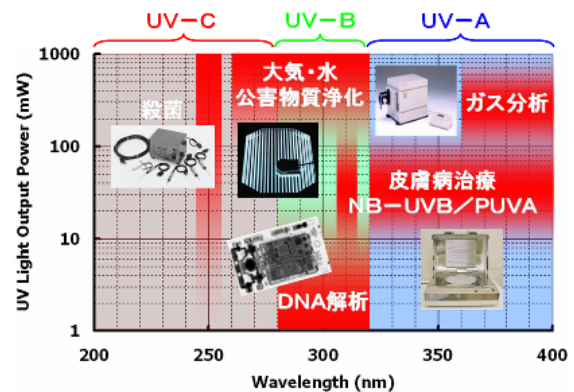 UV−C UV−B UV−A
UV Light Output Power (mW)
1000
100
10
1
殺菌
大気・水
公害物質浄化
ガス分析
皮膚病治療
NB−UVB／PUVA
DNA解析
200 250 300 350 400
Wavelength (nm)